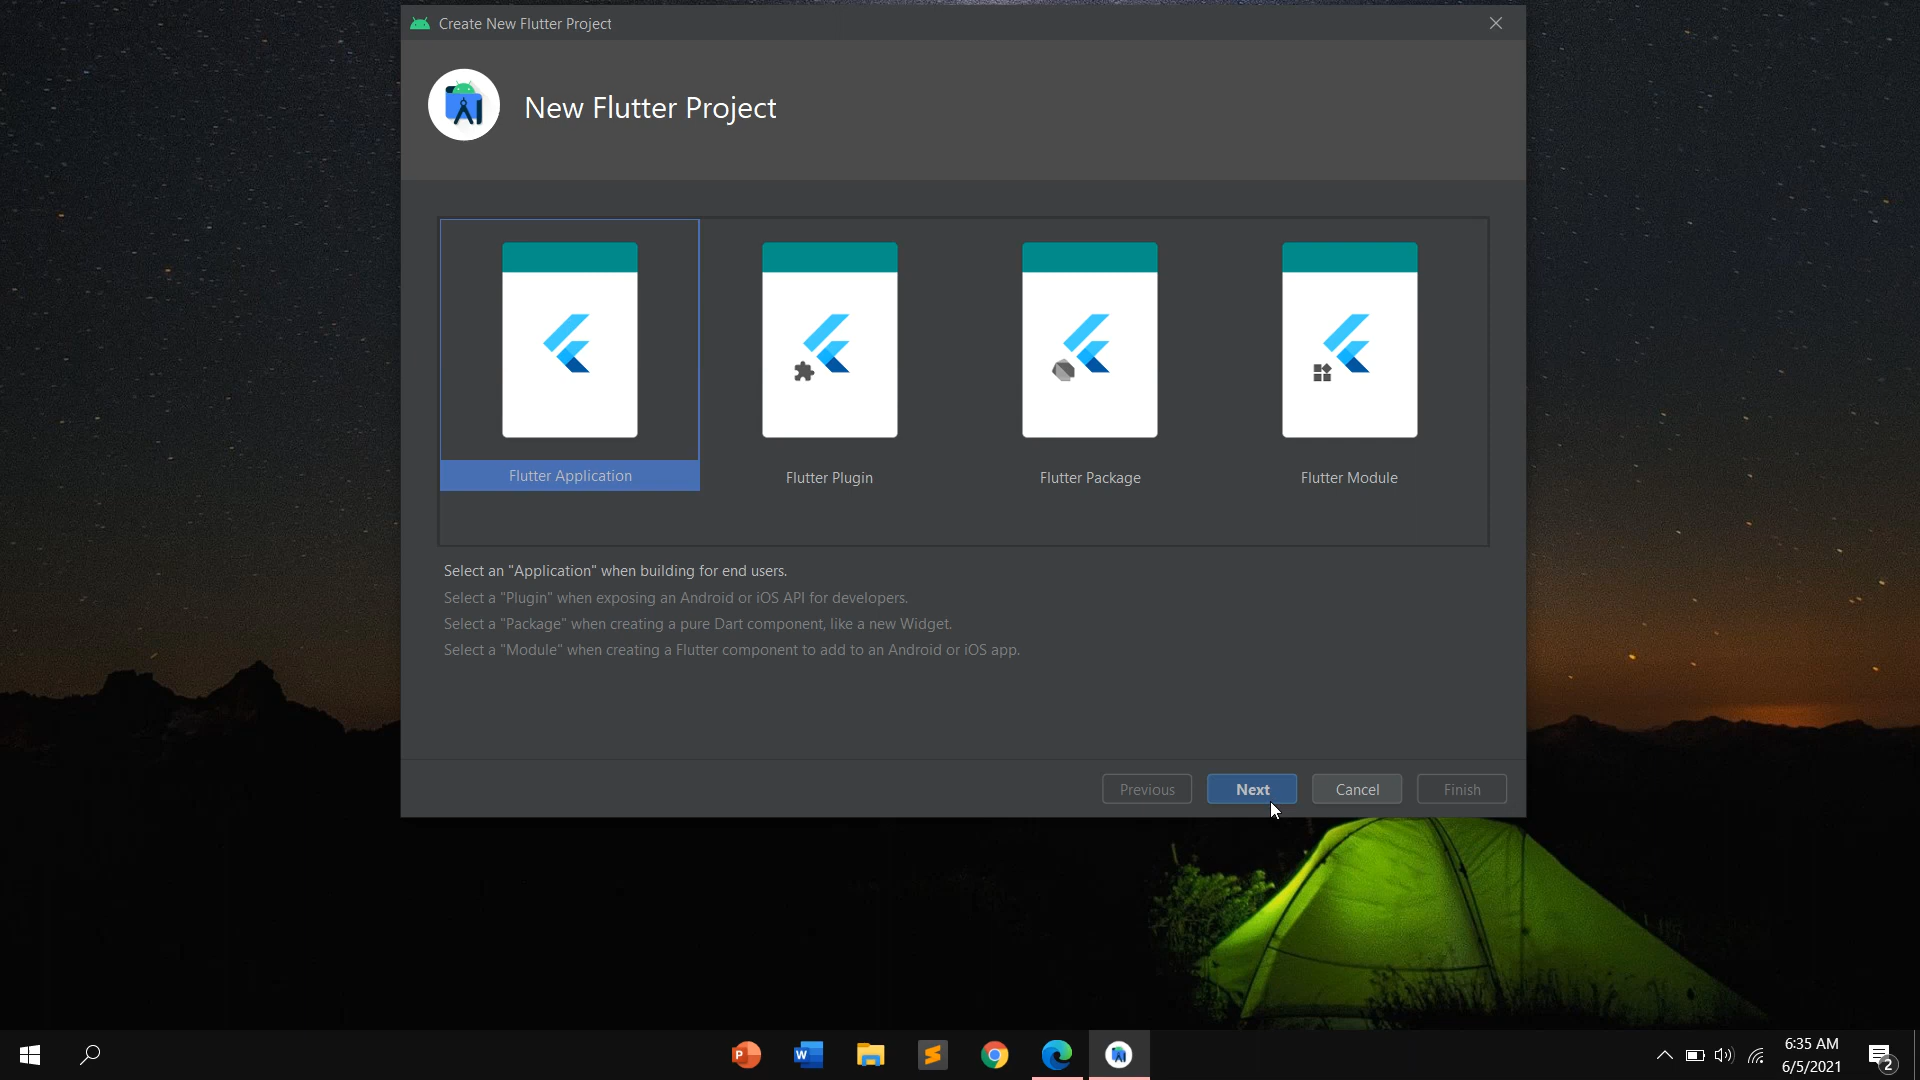 Create New Flutter Project
New Flutter Project
Flutter Application
Flutter Plugin
Flutter Package
Flutter Module
Select an "Application" when building for end users.
Select a "Plugin" when exposing an Android or iOS API for developers.
Select a "Package" when creating a pure Dart component, like a new Widget.
Select a "Module" when creating a Flutter component to add to an Android or iOS app.
Previous
Next
Cancel
Finish
P
W
6:35 AM
6/5/2021
2